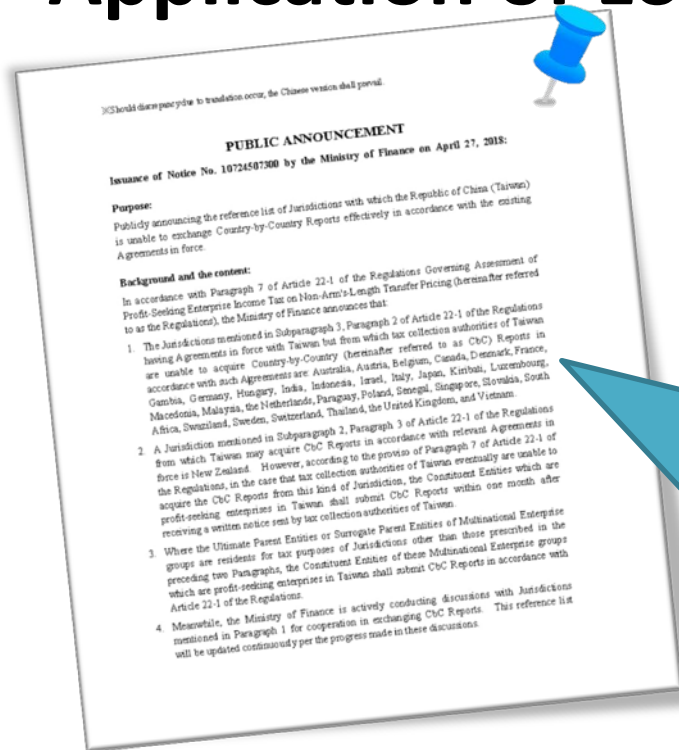 Application of
※Should discrepancy due to translation occur, the Chinese version shall prevail.
PUBLIC ANNOUNCEMENT
Issuance of Notice No. 10724507300 by the Ministry of Finance on April 27, 2018:
Purpose:
Publicly announcing the reference list of Jurisdictions with which the Republic of China (Taiwan)
is unable to exchange Country-by-Country Reports effectively in accordance with the existing
Agreements in force.
Background and the content:
In accordance with Paragraph 7 of Article 22-1 of the Regulations Governing Assessment of
Profit-Seeking Enterprise Income Tax on Non-Arm's-Length Transfer Pricing (hereinafter referred
to as the Regulations), the Ministry of Finance announces that:
1. The Jurisdictions mentioned in Subparagraph 3, Paragraph 2 of Article 22-1 of the Regulations
having Agreements in force with Taiwan but from which tax collection authorities of Taiwan
are unable to acquire Country-by-Country (hereinafter referred to as CbC) Reports in
accordance with such Agreements are: Australia, Austria, Belgium, Canada, Denmark, France,
Gambia, Germany, Hungary, India, Indonesia, Israel, Italy, Japan, Kiribati, Luxembourg,
Macedonia, Malaysia, the Netherlands, Paraguay, Poland, Senegal, Singapore, Slovakia, South
Africa, Swaziland, Sweden, Switzerland, Thailand, the United Kingdom, and Vietnam.
2. A Jurisdiction mentioned in Subparagraph 2, Paragraph 3 of Article 22-1 of the Regulations
from which Taiwan may acquire CbC Reports in accordance with relevant Agreements in
force is New Zealand. However, according to the proviso of Paragraph 7 of Article 22-1 of
the Regulations, in the case that tax collection authorities of Taiwan eventually are unable to
acquire the CbC Reports from this kind of Jurisdiction, the Constituent Entities which are
profit-seeking enterprises in Taiwan shall submit CbC Reports within one month after
receiving a written notice sent by tax collection authorities of Taiwan.
3. Where the Ultimate Parent Entities or Surrogate Parent Entities of Multinational Enterprise
groups are residents for tax purposes of Jurisdictions other than those prescribed in the
preceding two Paragraphs, the Constituent Entities of these Multinational Enterprise groups
which are profit-seeking enterprises in Taiwan shall submit CbC Reports in accordance with
Article 22-1 of the Regulations.
4. Meanwhile, the Ministry of Finance is actively conducting discussions with Jurisdictions
mentioned in Paragraph 1 for cooperation in exchanging CbC Reports. This reference list
will be updated continuously per the progress made in these discussions.